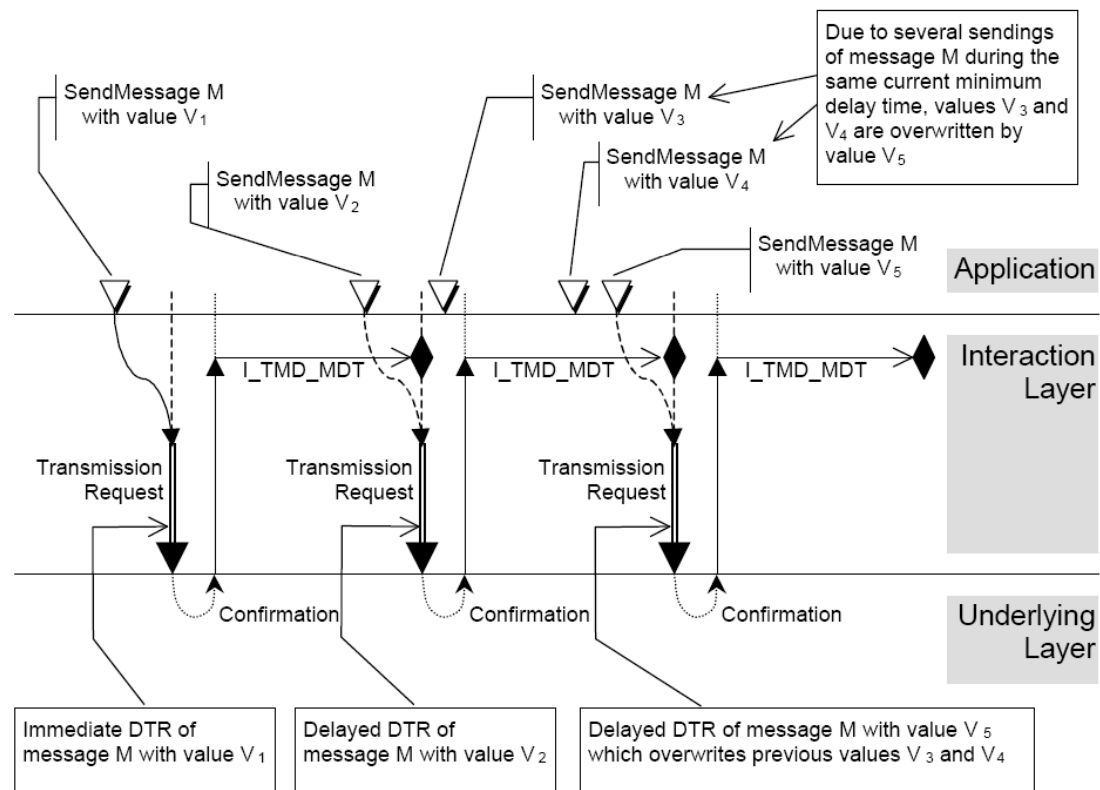 Due to several sendings
of message M during the
same current minimum
delay time, values V3 and
V4 are overwritten by
value V5
SendMessage M
with value V1
SendMessage M
with value V3
SendMessage M
with value V4
SendMessage M
with value V2
SendMessage M
with value V5
Application
I_TMD_MDT
I_TMD_MDT
I_TMD_MDT
Interaction
Layer
Transmission
Request
Transmission
Request
Transmission
Request
Confirmation
Confirmation
Confirmation
Underlying
Layer
Immediate DTR of
message M with value V1
Delayed DTR of
message M with value V2
Delayed DTR of message M with value V5
which overwrites previous values V3 and V4